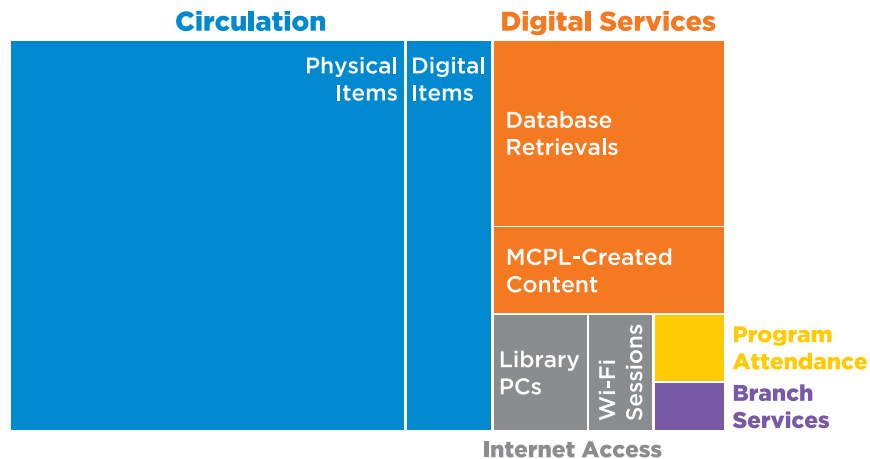 Circulation
Digital Services
Physical
Items
Digital
Items
Database
Retrievals
MCPL-Created
Content
Library
PCs
Wi-Fi
Sessions
Program
Attendance
Branch
Services
Internet Access